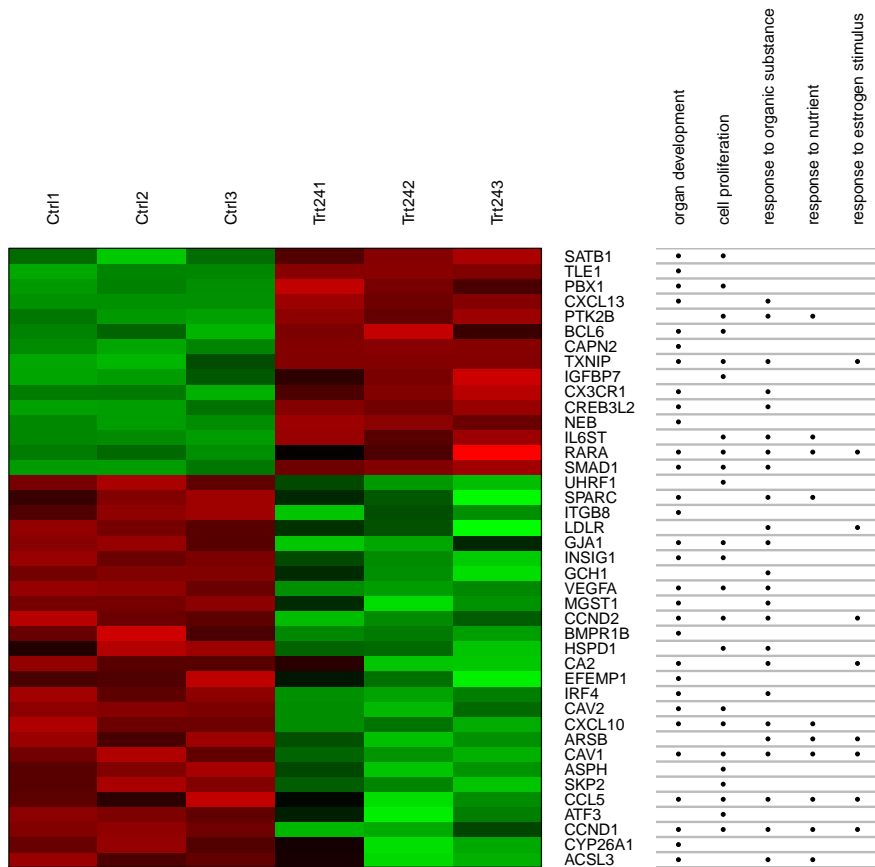 Ctrl1 Ctrl2 Ctrl3 Trt241 Trt242 Trt243 organ development cell proliferation response to organic substance response to nutrient response to estrogen stimulus
SATB1
TLE1
PBX1
CXCL13
PTK2B
BCL6
CAPN2
TXNIP
IGFBP7
CX3CR1
CREB3L2
NEB
IL6ST
RARA
SMAD1
UHRF1
SPARC
ITGB8
LDLR
GJA1
INSIG1
GCH1
VEGFA
MGST1
CCND2
BMPR1B
HSPD1
CA2
EFEMP1
IRF4
CAV2
CXCL10
ARSB
CAV1
ASPH
SKP2
CCL5
ATF3
CCND1
CYP26A1
ACSL3